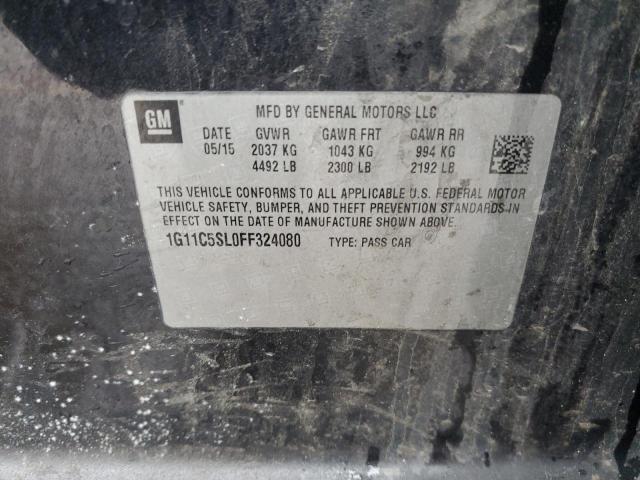 GM
MFD BY GENERAL MOTORS LLC
DATE GVWR GAWR FRT GAWR RR
05/15 2037 KG 1043 KG 994 KG
4492 LB 2300 LB 2192 LB
THIS VEHICLE CONFORMS TO ALL APPLICABLE U.S. FEDERAL MOTOR
VEHICLE SAFETY, BUMPER, AND THEFT PREVENTION STANDARDS IN
EFFECT ON THE DATE OF MANUFACTURE SHOWN ABOVE.
1G11C5SL0FF324080 TYPE: PASS CAR